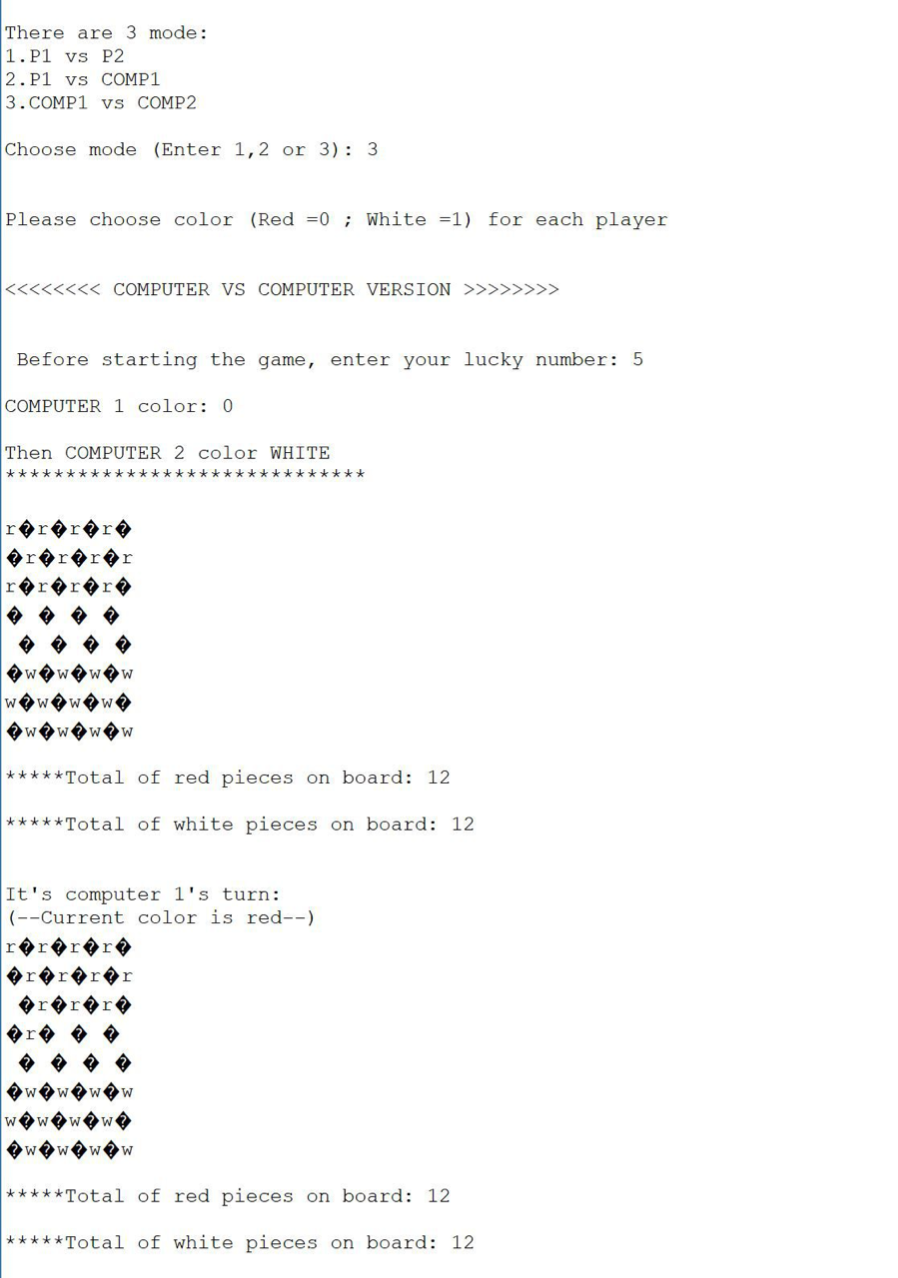 There are 3 mode:
1.P1 vs P2
2.P1 vs COMP1
3.COMP1 vs COMP2
Choose mode (Enter 1,2 or 3): 3
Please choose color (Red =0 ; White =1) for each player
<<<<<<<< COMPUTER VS COMPUTER VERSION >>>>>>>>
Before starting the game, enter your lucky number: 5
COMPUTER 1 color: 0
Then COMPUTER 2 color WHITE
******************************
r�r�r�r�
�r�r�r�r
r�r�r�r�
� � � �
 � � � �
�w�w�w�w
w�w�w�w�
�w�w�w�w
*****Total of red pieces on board: 12
*****Total of white pieces on board: 12
It's computer 1's turn:
(--Current color is red--)
r�r�r�r�
�r�r�r�r
 �r�r�r�
�r� � �
 � � � �
�w�w�w�w
w�w�w�w�
�w�w�w�w
*****Total of red pieces on board: 12
*****Total of white pieces on board: 12